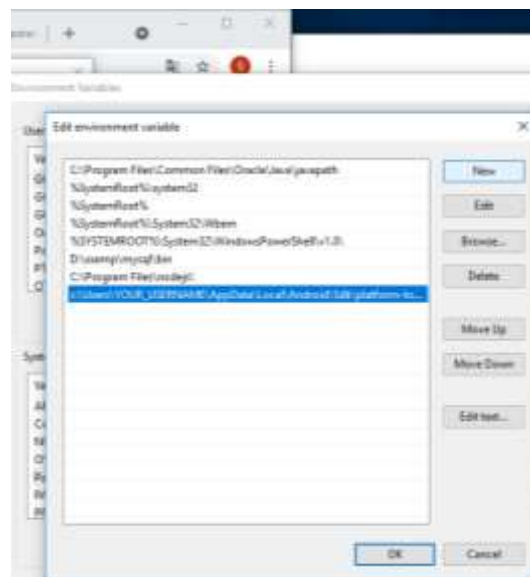 Environment Variables
Edit environment variable
C:\Program Files\Common Files\Oracle\Java\javapath
%SystemRoot%\system32
%SystemRoot%
%SystemRoot%\System32\Wbem
%SYSTEMROOT%\System32\WindowsPowerShell\v1.0\
D:\xampp\mysql\bin
C:\Program Files\nodejs\
c:\Users\YOUR_USERNAME\AppData\Local\Android\Sdk\platform-to...
New
Edit
Browse...
Delete
Move Up
Move Down
Edit text...
OK
Cancel